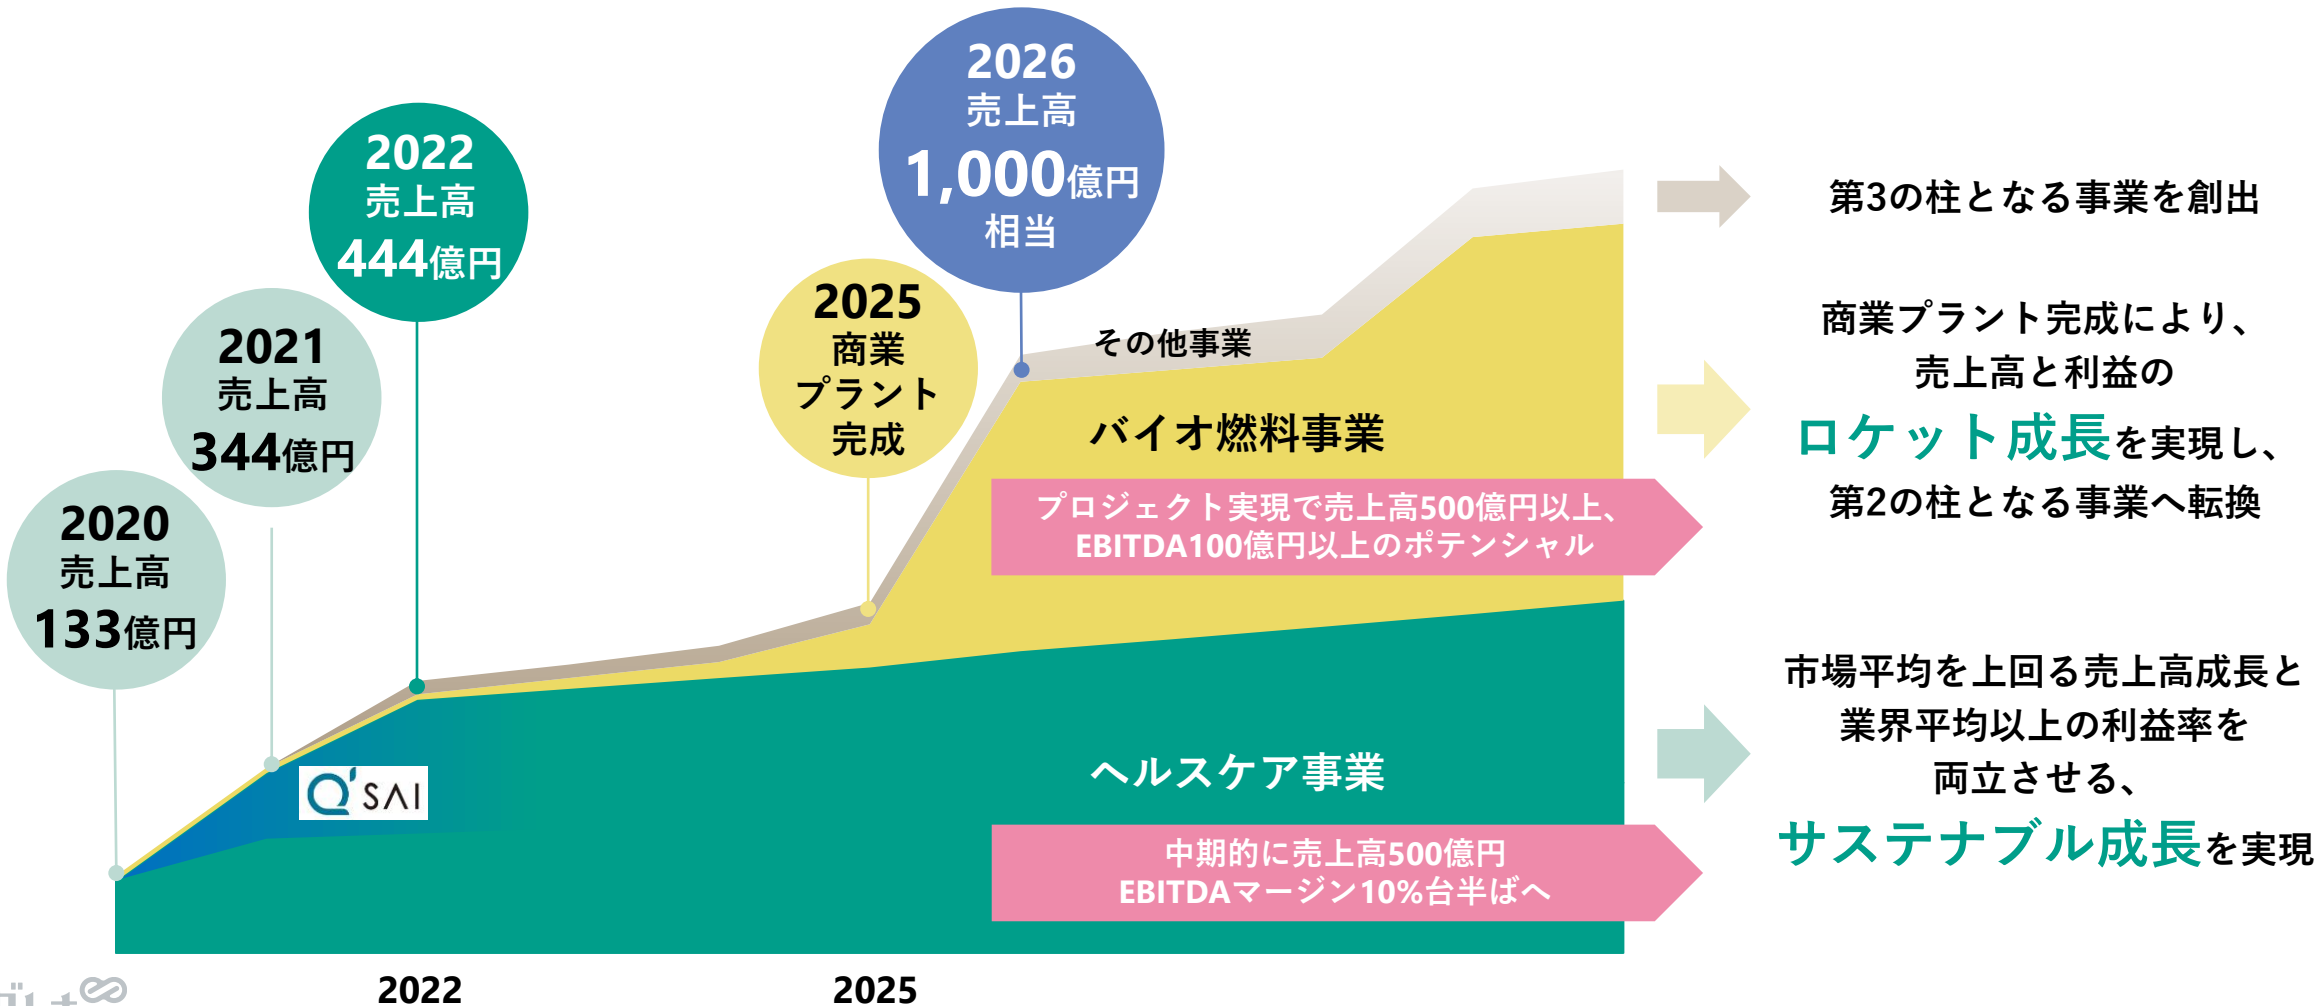 2020
売上高
133億円
2021
売上高
344億円
2022
売上高
444億円
2025
商業
プラント
完成
2026
売上高
1,000億円
相当
その他事業
バイオ燃料事業
プロジェクト実現で売上高500億円以上、
EBITDA100億円以上のポテンシャル
Q'SAI
ヘルスケア事業
中期的に売上高500億円
EBITDAマージン10%台半ばへ
2022
2025
第3の柱となる事業を創出
商業プラント完成により、
売上高と利益の
ロケット成長を実現し、
第2の柱となる事業へ転換
市場平均を上回る売上高成長と
業界平均以上の利益率を
両立させる、
サステナブル成長を実現